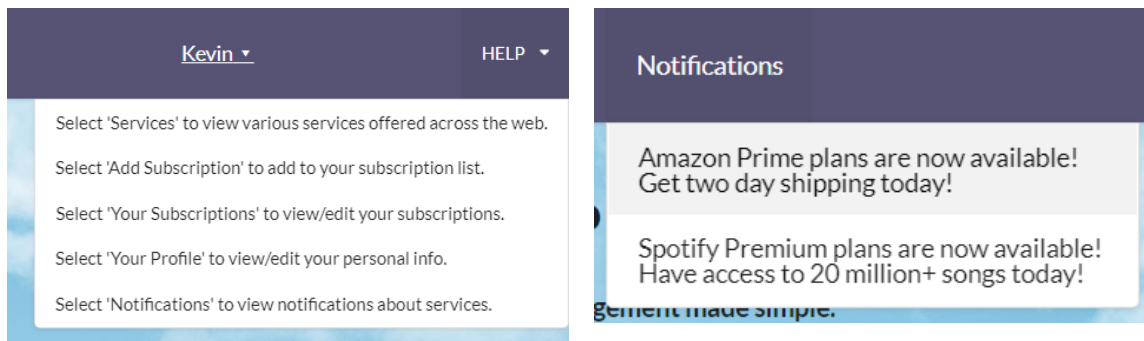 Kevin
HELP
Select 'Services' to view various services offered across the web.
Select 'Add Subscription' to add to your subscription list.
Select 'Your Subscriptions' to view/edit your subscriptions.
Select 'Your Profile' to view/edit your personal info.
Select 'Notifications' to view notifications about services.
Notifications
Amazon Prime plans are now available!
Get two day shipping today!
Spotify Premium plans are now available!
Have access to 20 million+ songs today!
gement made simple.